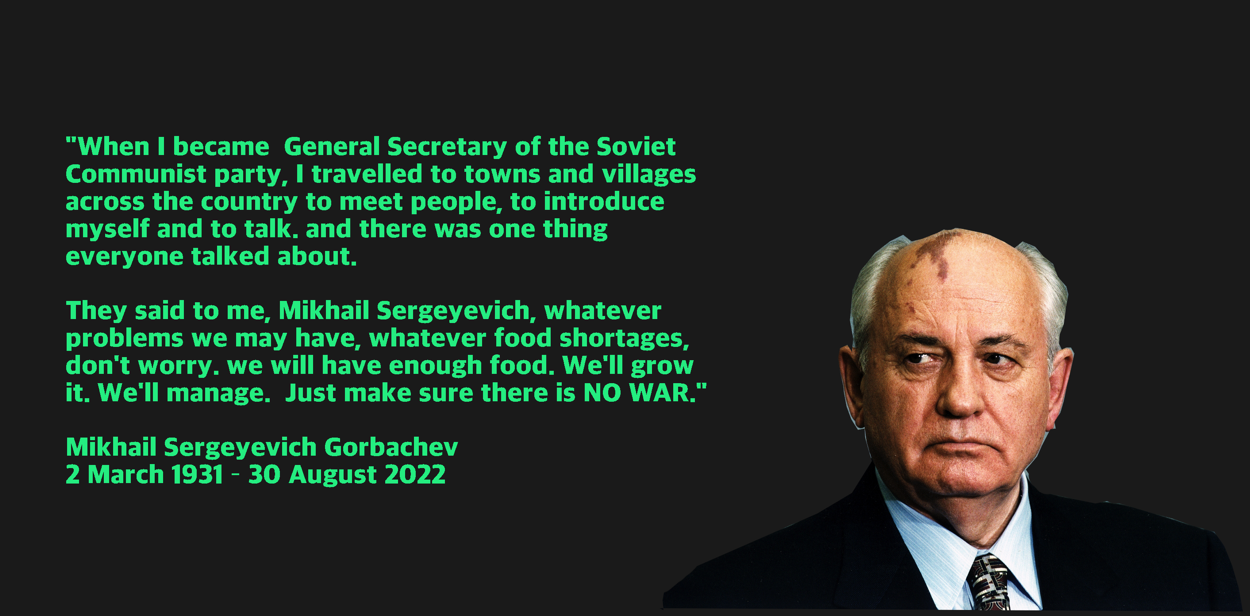 "When I became  General Secretary of the Soviet
Communist party, I travelled to towns and villages
across the country to meet people, to introduce
myself and to talk. and there was one thing
everyone talked about.
They said to me, Mikhail Sergeyevich, whatever
problems we may have, whatever food shortages,
don't worry. we will have enough food. We'll grow
it. We'll manage.  Just make sure there is NO WAR."
Mikhail Sergeyevich Gorbachev
2 March 1931 - 30 August 2022